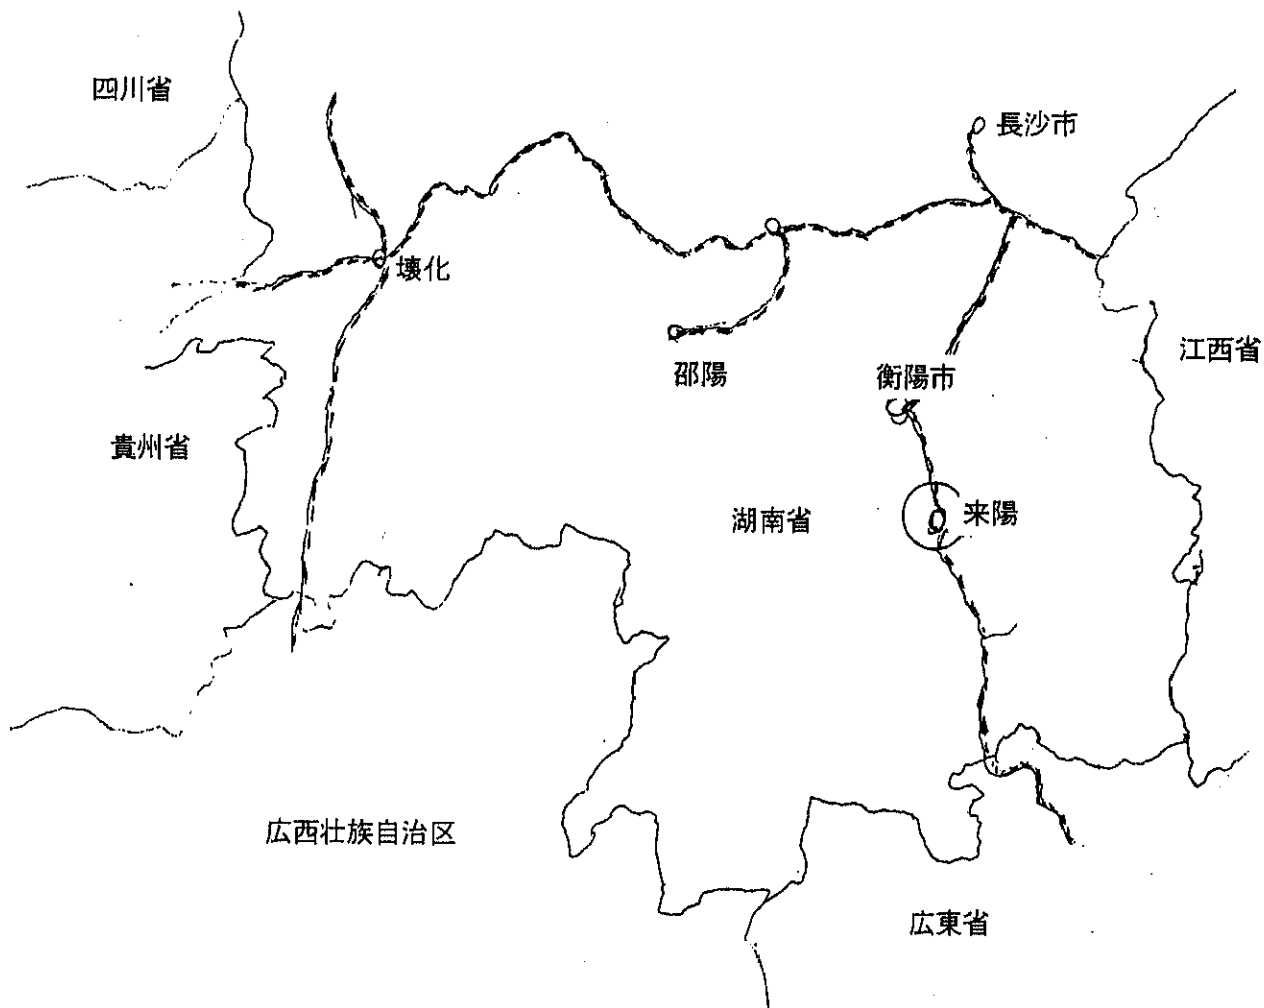 四川省
長沙市
壊化
江西省
邵陽
衡陽市
貴州省
湖南省
来陽
広西壮族自治区
広東省